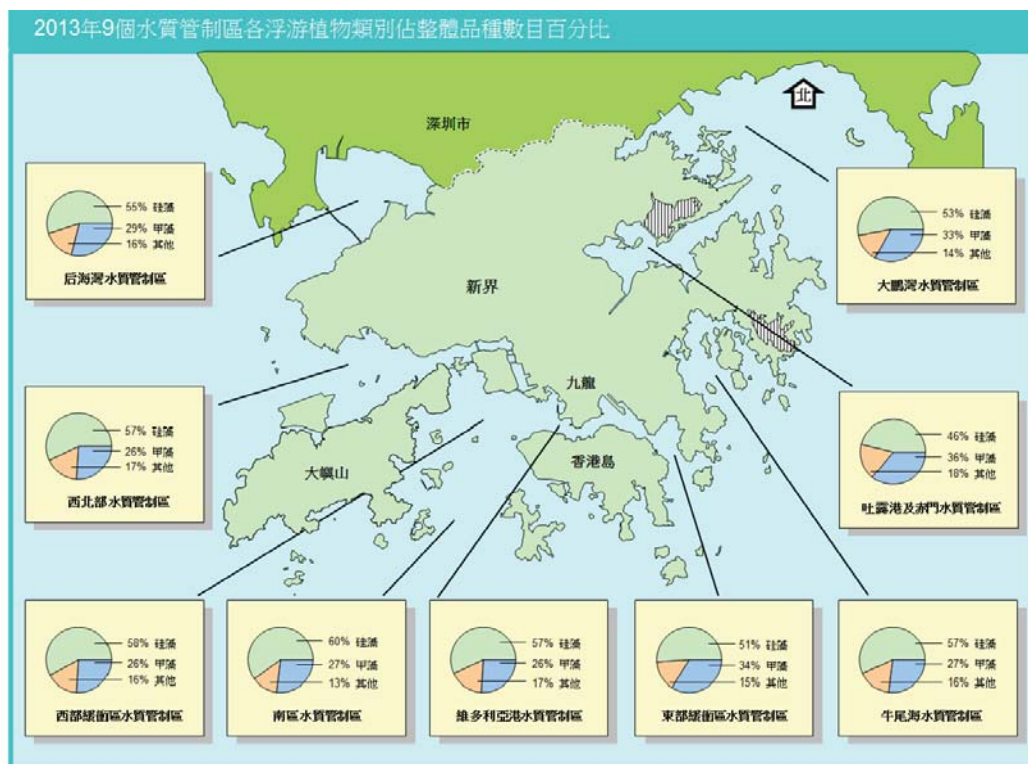 2013年9個水質管制區各浮游植物類別佔整體品種數目百分比
北
深圳市
55% 硅藻
29% 甲藻
16% 其他
后海灣水質管制區
53% 硅藻
33% 甲藻
14% 其他
大鵬灣水質管制區
新界
九龍
大嶼山
香港島
57% 硅藻
26% 甲藻
17% 其他
西北部水質管制區
46% 硅藻
36% 甲藻
18% 其他
吐露港及赤門水質管制區
58% 硅藻
26% 甲藻
16% 其他
西部緩衝區水質管制區
60% 硅藻
27% 甲藻
13% 其他
南區水質管制區
57% 硅藻
26% 甲藻
17% 其他
維多利亞港水質管制區
51% 硅藻
34% 甲藻
15% 其他
東部緩衝區水質管制區
57% 硅藻
27% 甲藻
16% 其他
牛尾海水質管制區